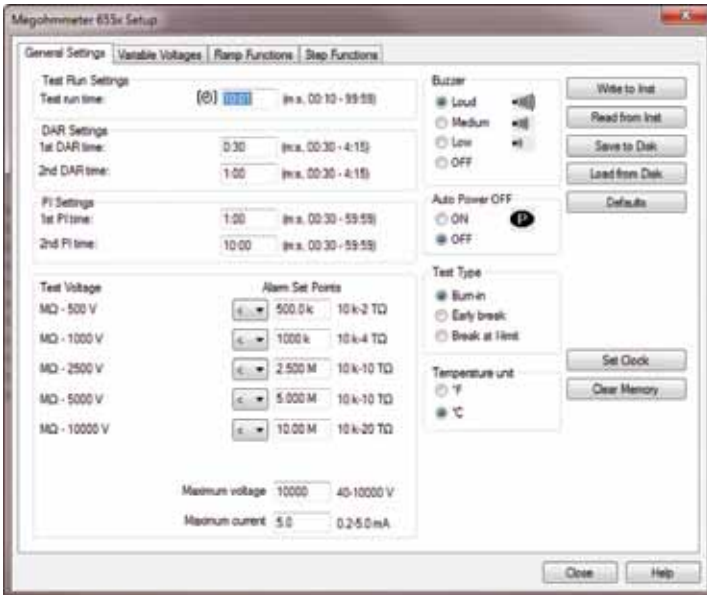 Megohmmeter 655x Setup
General Settings Variable Voltages Ramp Functions Step Functions
Test Run Settings
Test run time: 10:01 (m:s, 00:10 - 99:59)
DAR Settings
1st DAR time: 0:30 (m:s, 00:30 - 4:15)
2nd DAR time: 1:00 (m:s, 00:30 - 4:15)
PI Settings
1st PI time: 1:00 (m:s, 00:30 - 59:59)
2nd PI time: 10:00 (m:s, 00:30 - 59:59)
Test Voltage Alarm Set Points
MΩ - 500 V < 500.0 k 10 k-2 TΩ
MΩ - 1000 V < 1000 k 10 k-4 TΩ
MΩ - 2500 V < 2.500 M 10 k-10 TΩ
MΩ - 5000 V < 5.000 M 10 k-10 TΩ
MΩ - 10000 V < 10.00 M 10 k-20 TΩ
Maximum voltage 10000 40-10000 V
Maximum current 5.0 0.2-5.0 mA
Buzzer
Loud
Medium
Low
OFF
Auto Power OFF
ON P
OFF
Test Type
Burn-in
Early break
Break at I-limit
Temperature unit
°F
°C
Write to Inst
Read from Inst
Save to Disk
Load from Disk
Defaults
Set Clock
Clear Memory
Close Help